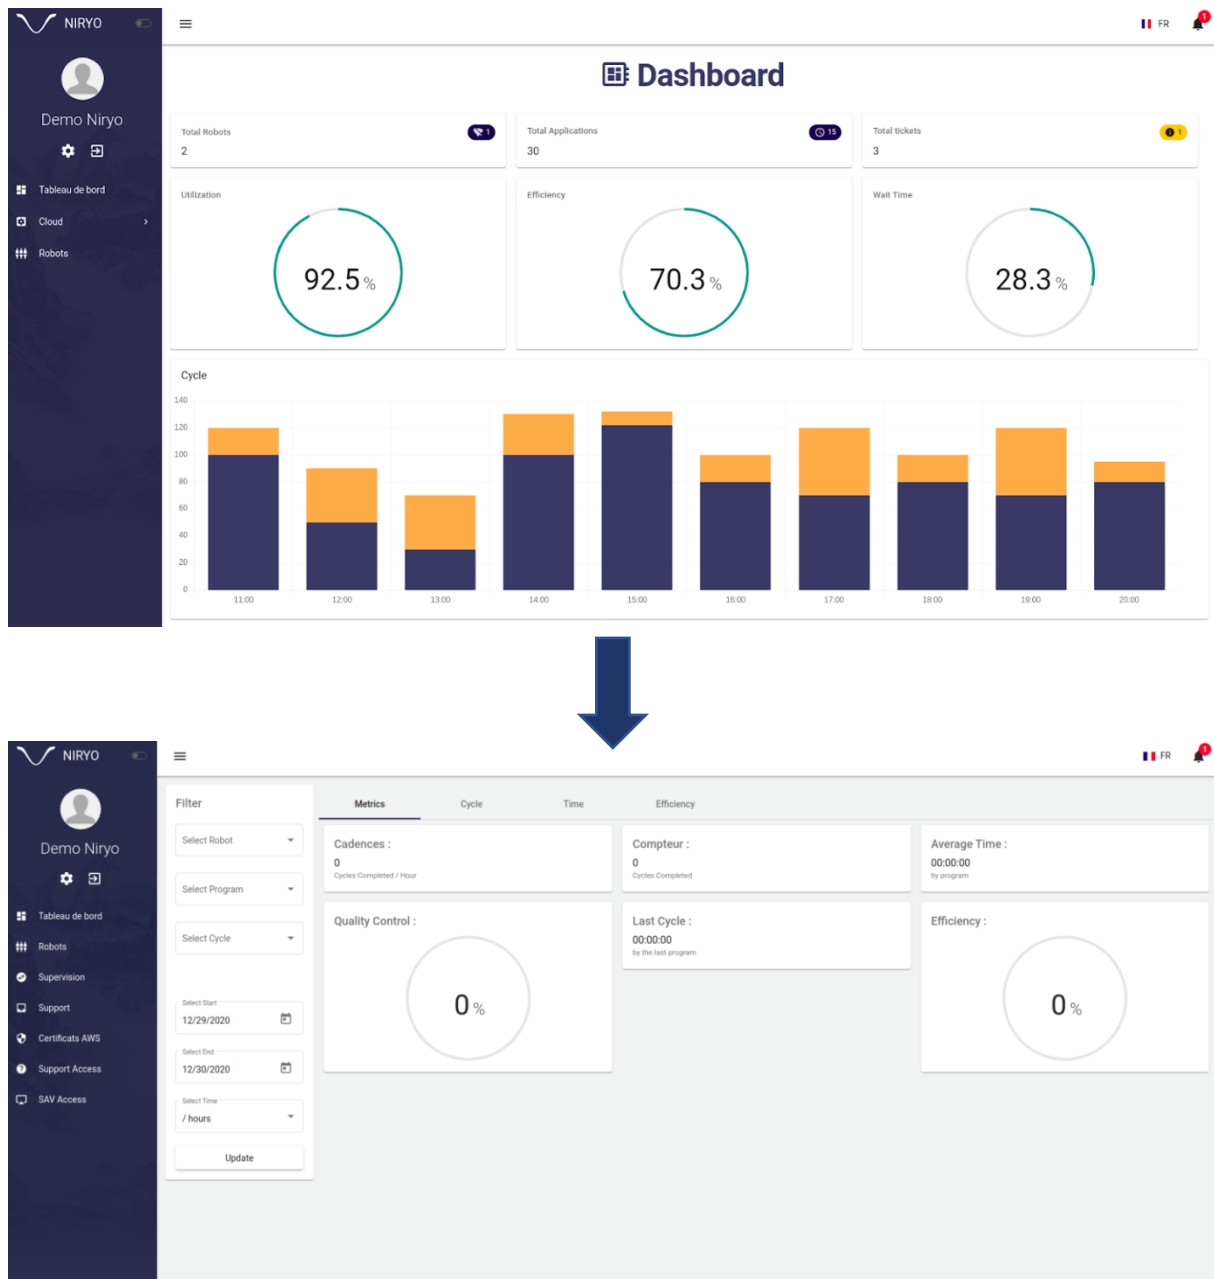 NIRYO
FR
1
Demo Niryo
Tableau de bord
Cloud
Robots
Dashboard
Total Robots
1
2
Total Applications
15
30
Total tickets
1
3
Utilization
92.5 %
Efficiency
70.3 %
Wait Time
28.3 %
Cycle
140
120
100
80
60
40
20
0
11:00 12:00 13:00 14:00 15:00 16:00 17:00 18:00 19:00 20:00
NIRYO
FR
1
Demo Niryo
Tableau de bord
Robots
Supervision
Support
Certificats AWS
Support Access
SAV Access
Filter
Select Robot
Select Program
Select Cycle
Select Start
12/29/2020
Select End
12/30/2020
Select Time
/ hours
Update
Metrics Cycle Time Efficiency
Cadences :
0
Cycles Completed / Hour
Compteur :
0
Cycles Completed
Average Time :
00:00:00
by program
Quality Control :
0 %
Last Cycle :
00:00:00
by the last program
Efficiency :
0 %